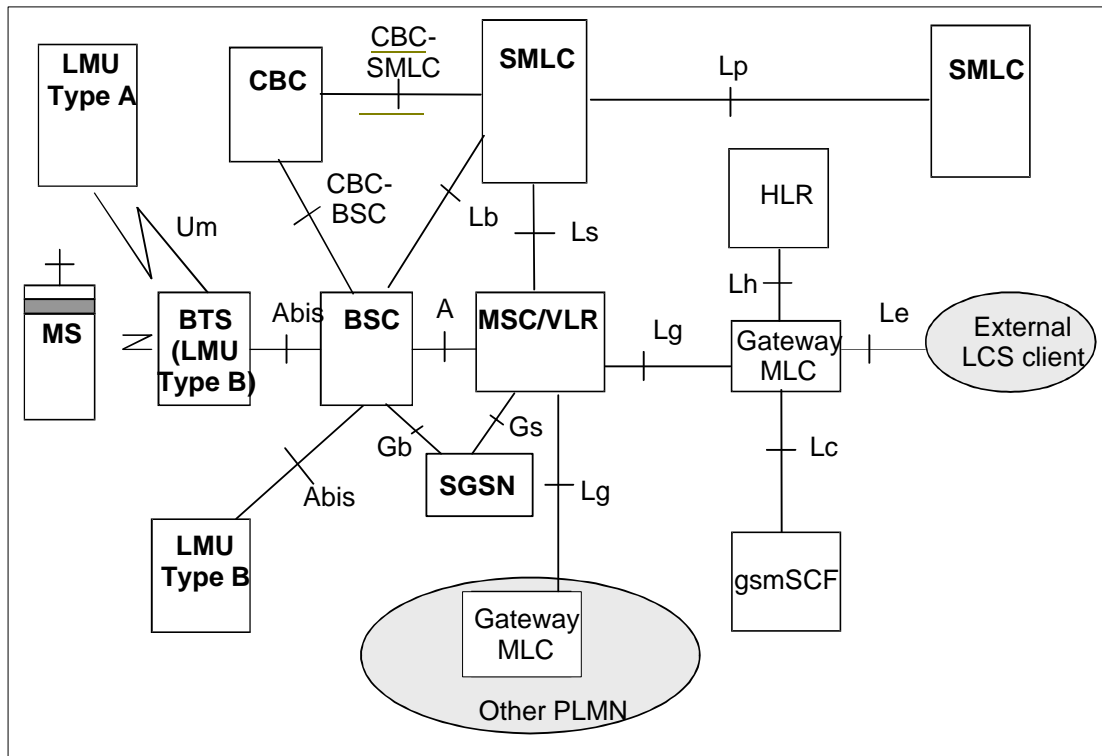 LMU
Type A
CBC
CBC-
SMLC
SMLC
Lp
SMLC
Um
CBC-
BSC
Lb
Ls
HLR
Lh
MS
BTS
(LMU
Type B)
Abis
BSC
A
MSC/VLR
Lg
Gateway
MLC
Le
External
LCS client
Gb
Gs
SGSN
Lc
Abis
Lg
LMU
Type B
gsmSCF
Gateway
MLC
Other PLMN